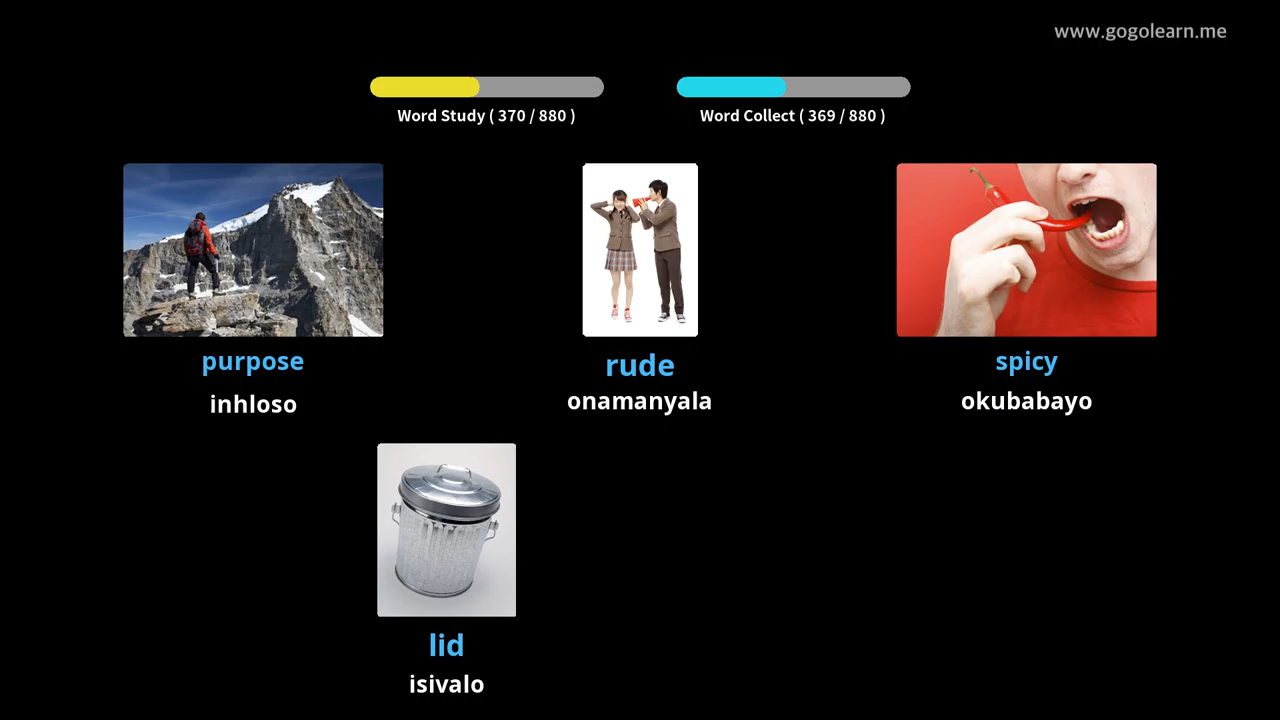 www.gogolearn.me
Word Study ( 370 / 880 )
Word Collect ( 369 / 880 )
purpose
inhloso
rude
onamanyala
spicy
okubabayo
lid
isivalo